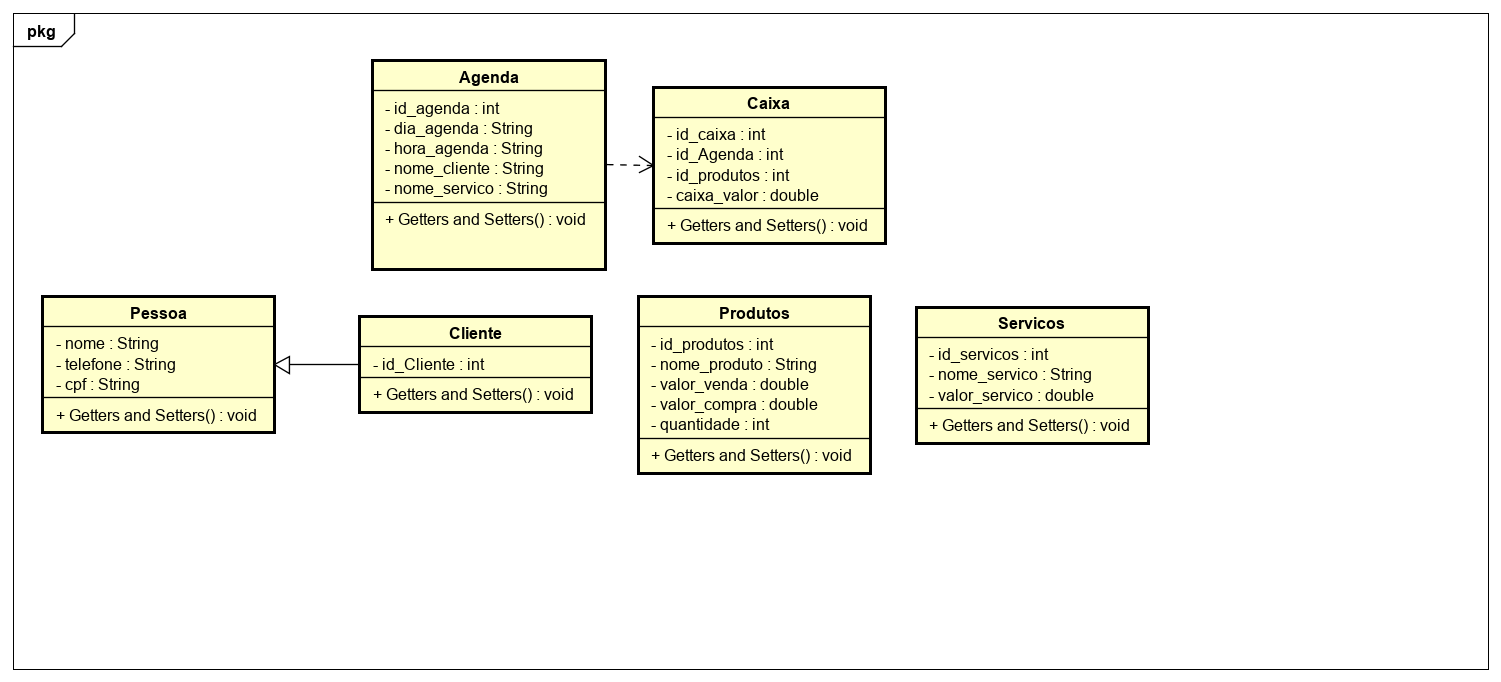 pkg
Agenda
- id_agenda : int
- dia_agenda : String
- hora_agenda : String
- nome_cliente : String
- nome_servico : String
+ Getters and Setters() : void
Caixa
- id_caixa : int
- id_Agenda : int
- id_produtos : int
- caixa_valor : double
+ Getters and Setters() : void
Pessoa
- nome : String
- telefone : String
- cpf : String
+ Getters and Setters() : void
Cliente
- id_Cliente : int
+ Getters and Setters() : void
Produtos
- id_produtos : int
- nome_produto : String
- valor_venda : double
- valor_compra : double
- quantidade : int
+ Getters and Setters() : void
Servicos
- id_servicos : int
- nome_servico : String
- valor_servico : double
+ Getters and Setters() : void